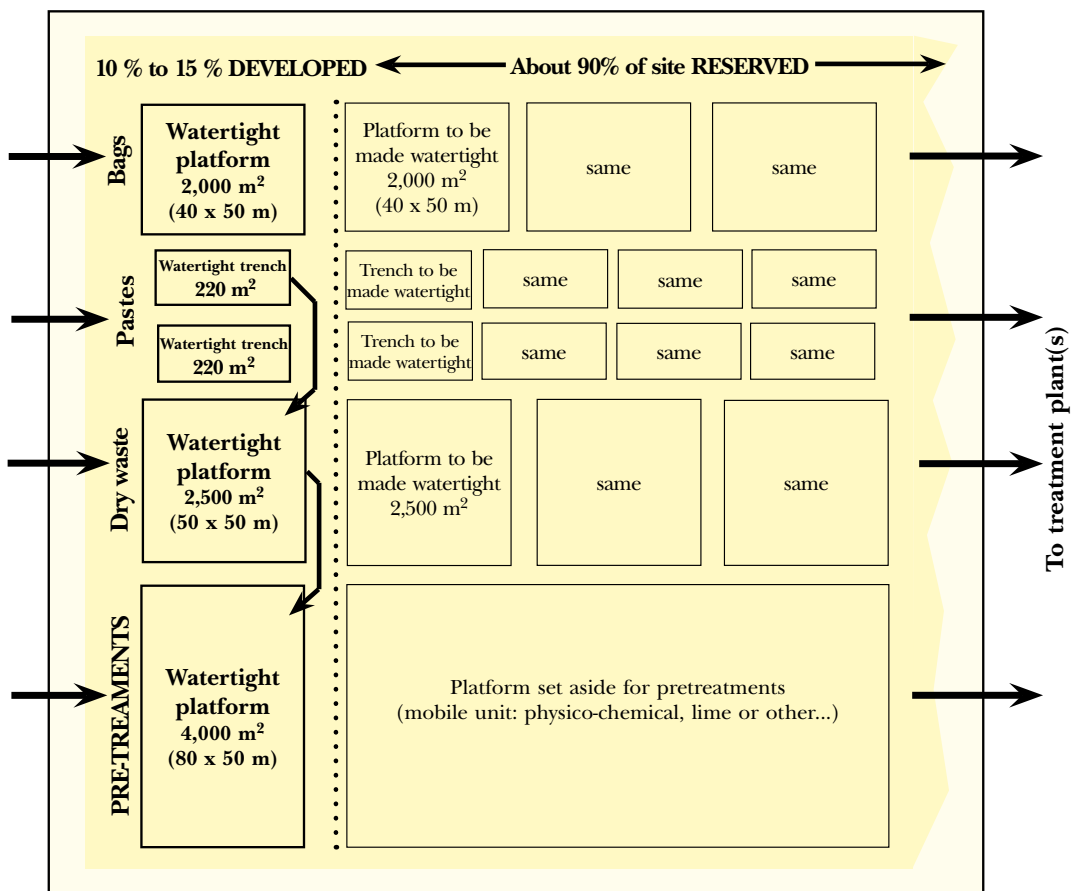 10 % to 15 % DEVELOPED
About 90% of site RESERVED
Bags
Watertight
platform
2,000 m²
(40 x 50 m)
Platform to be
made watertight
2,000 m²
(40 x 50 m)
same
same
Pastes
Watertight trench
220 m²
Trench to be
made watertight
same
same
same
Watertight trench
220 m²
Trench to be
made watertight
same
same
same
Dry waste
Watertight
platform
2,500 m²
(50 x 50 m)
Platform to be
made watertight
2,500 m²
same
same
PRE-TREAMENTS
Watertight
platform
4,000 m²
(80 x 50 m)
Platform set aside for pretreatments
(mobile unit: physico-chemical, lime or other...)
To treatment plant(s)